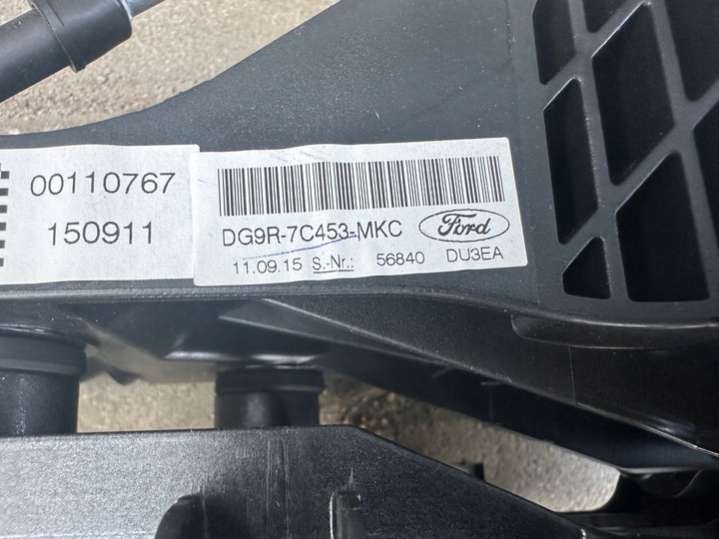 00110767
150911
DG9R-7C453-MKC Ford
11.09.15 S.-Nr.: 56840 DU3EA